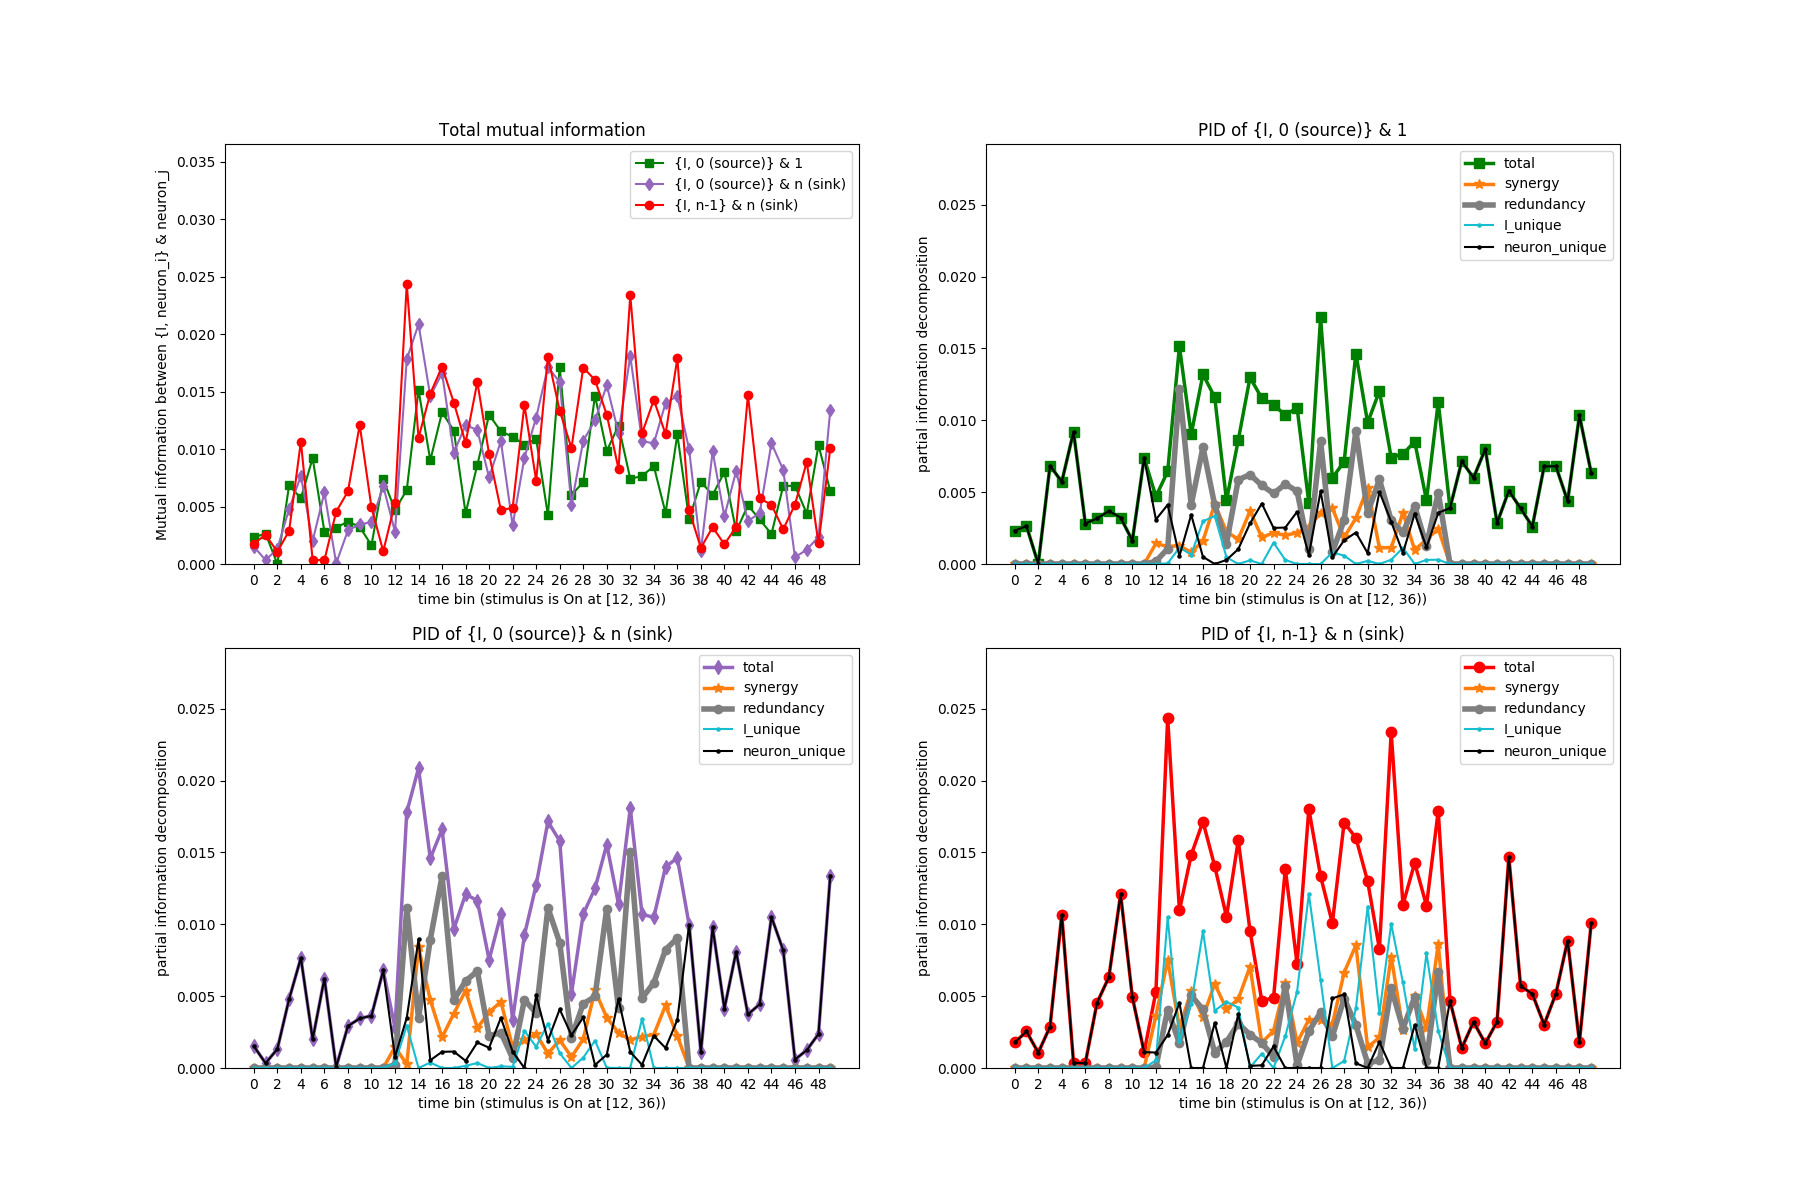 Total mutual information
Mutual information between {I, neuron_i} & neuron_j
0.035
0.030
0.025
0.020
0.015
0.010
0.005
0.000
{I, 0 (source)} & 1
{I, 0 (source)} & n (sink)
{I, n-1} & n (sink)
0 2 4 6 8 10 12 14 16 18 20 22 24 26 28 30 32 34 36 38 40 42 44 46 48
time bin (stimulus is On at [12, 36))
PID of {I, 0 (source)} & 1
partial information decomposition
0.025
0.020
0.015
0.010
0.005
0.000
total
synergy
redundancy
I_unique
neuron_unique
0 2 4 6 8 10 12 14 16 18 20 22 24 26 28 30 32 34 36 38 40 42 44 46 48
time bin (stimulus is On at [12, 36))
PID of {I, 0 (source)} & n (sink)
partial information decomposition
0.025
0.020
0.015
0.010
0.005
0.000
total
synergy
redundancy
I_unique
neuron_unique
0 2 4 6 8 10 12 14 16 18 20 22 24 26 28 30 32 34 36 38 40 42 44 46 48
time bin (stimulus is On at [12, 36))
PID of {I, n-1} & n (sink)
partial information decomposition
0.025
0.020
0.015
0.010
0.005
0.000
total
synergy
redundancy
I_unique
neuron_unique
0 2 4 6 8 10 12 14 16 18 20 22 24 26 28 30 32 34 36 38 40 42 44 46 48
time bin (stimulus is On at [12, 36))